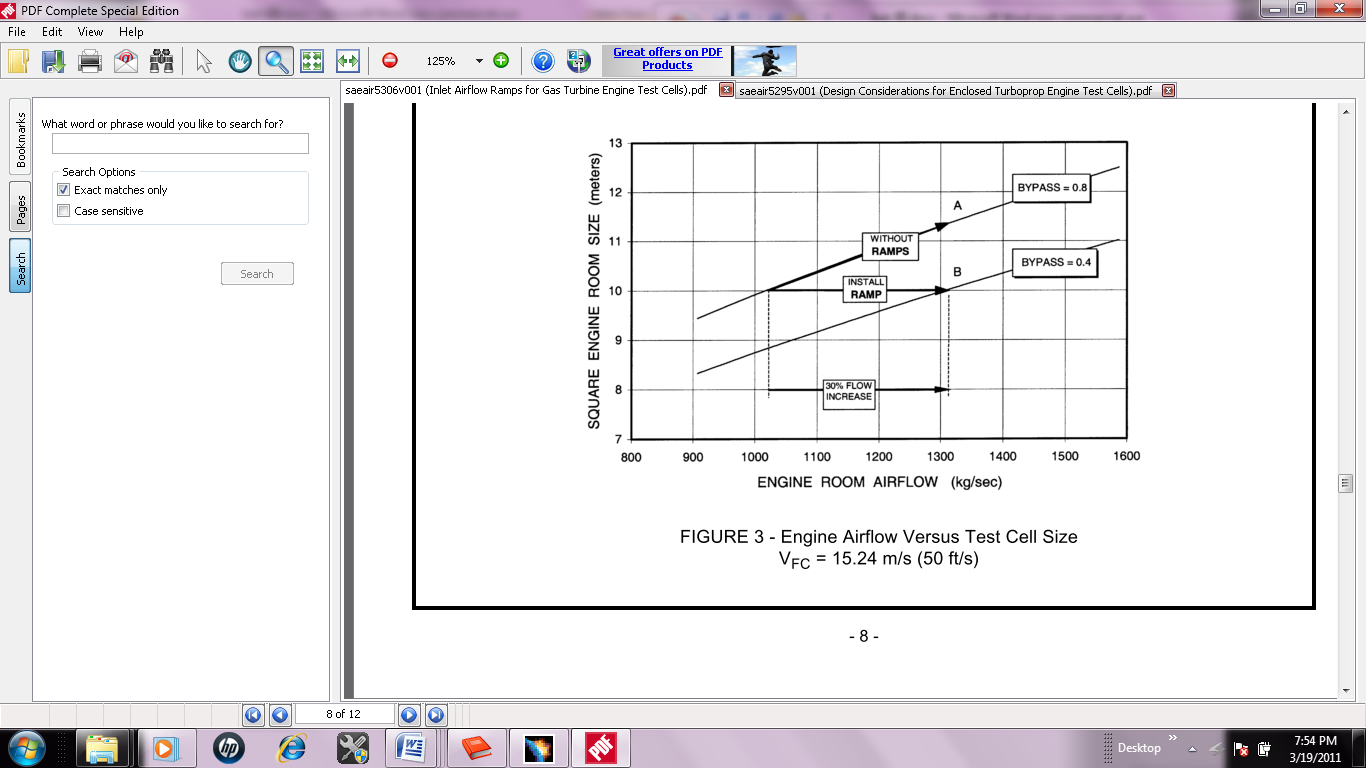 PDF Complete Special Edition
File Edit View Help
125%
Great offers on PDF
Products
saeair5306v001 (Inlet Airflow Ramps for Gas Turbine Engine Test Cells).pdf
saeair5295v001 (Design Considerations for Enclosed Turboprop Engine Test Cells).pdf
Bookmarks
Pages
Search
What word or phrase would you like to search for?
Search Options
Exact matches only
Case sensitive
Search
SQUARE ENGINE ROOM SIZE (meters)
13
12
11
10
9
8
7
BYPASS = 0.8
A
WITHOUT
RAMPS
BYPASS = 0.4
B
INSTALL
RAMP
30% FLOW
INCREASE
800 900 1000 1100 1200 1300 1400 1500 1600
ENGINE ROOM AIRFLOW (kg/sec)
FIGURE 3 - Engine Airflow Versus Test Cell Size
VFC = 15.24 m/s (50 ft/s)
- 8 -
8 of 12
hp
W
pdf
Desktop
7:54 PM
3/19/2011